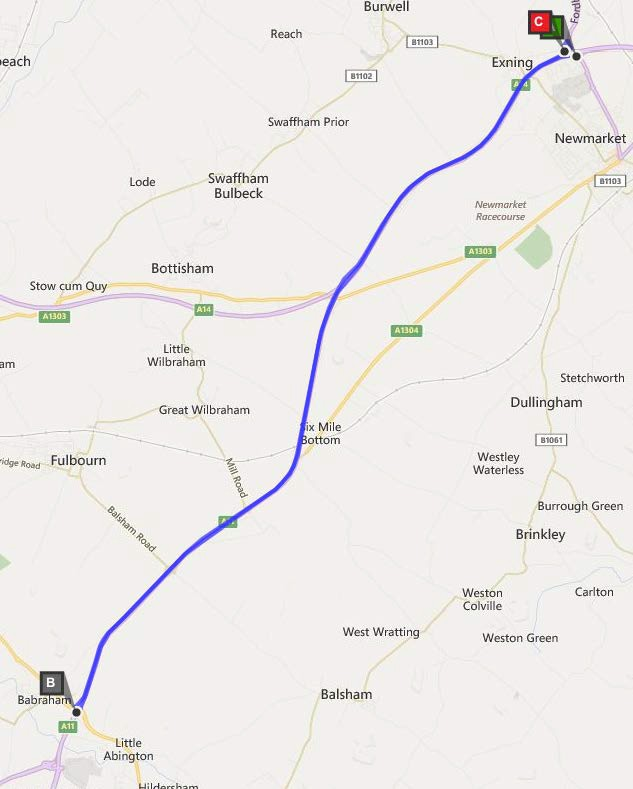 Burwell
Fordh
C
Reach
B1103
each
Exning
B1102
Swaffham Prior
Newmarket
Lode
Swaffham
Bulbeck
B1103
Newmarket
Racecourse
A1303
Bottisham
Stow cum Quy
A14
A1303
A1304
Little
Wilbraham
am
Stetchworth
Great Wilbraham
Dullingham
Six Mile
Bottom
B1061
Fulbourn
ridge Road
Westley
Waterless
Mill Road
Burrough Green
Balsham Road
Brinkley
Weston
Colville
Carlton
West Wratting
Weston Green
B
Balsham
Babraham
A11
Little
Abington
Hildersham